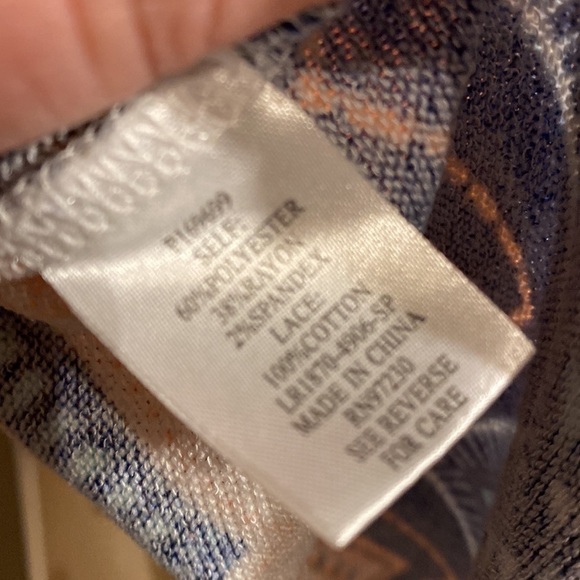 SELF:
60%POLYESTER
38%RAYON
2%SPANDEX
LACE:
100%COTTON
LR1870-4906-SP
MADE IN CHINA
RN97230
SEE REVERSE
FOR CARE